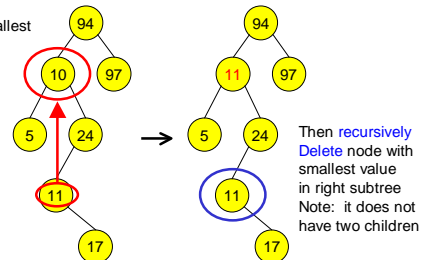 allest
94
10
97
5
24
11
17
94
11
97
5
24
11
17
Then recursively
Delete node with
smallest value
in right subtree
Note: it does not
have two children